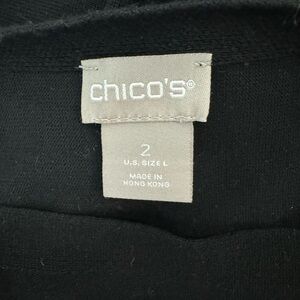 chico's®
2
U.S. SIZE L
MADE IN
HONG KONG